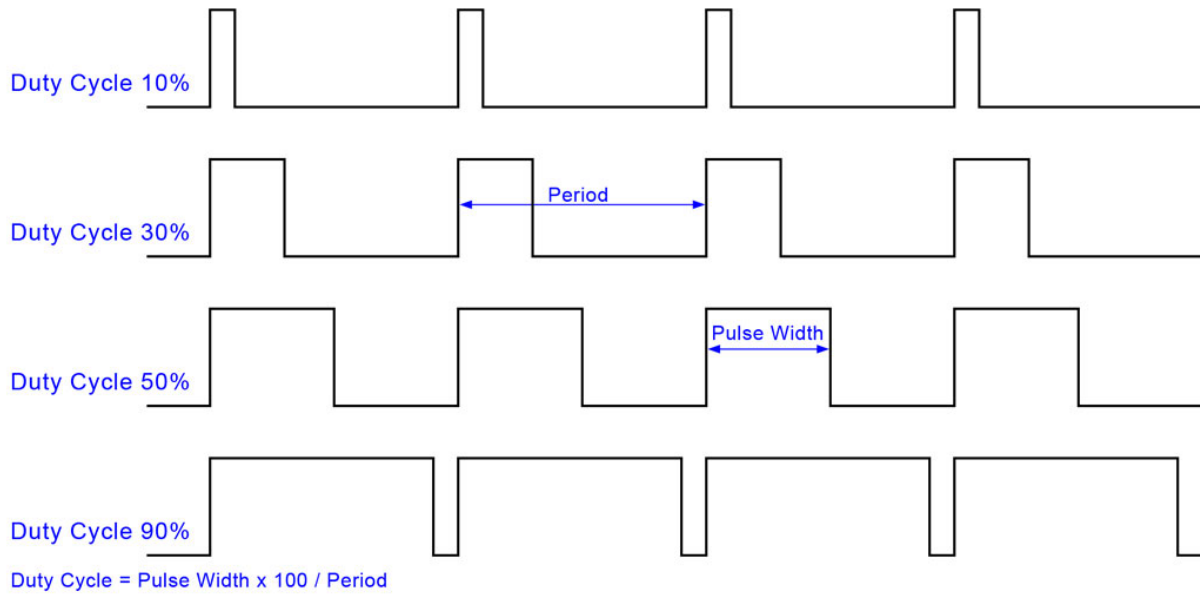 Duty Cycle 10%
Period
Duty Cycle 30%
Pulse Width
Duty Cycle 50%
Duty Cycle 90%
Duty Cycle = Pulse Width x 100 / Period